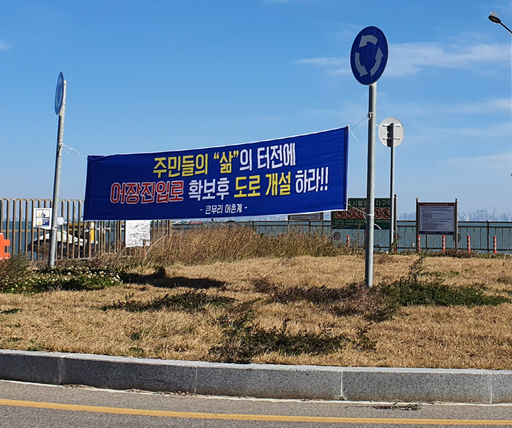 주민들의 "삶"의 터전에
어장진입로 확보후 도로 개설 하라!!
- 큰무리 어촌계 -